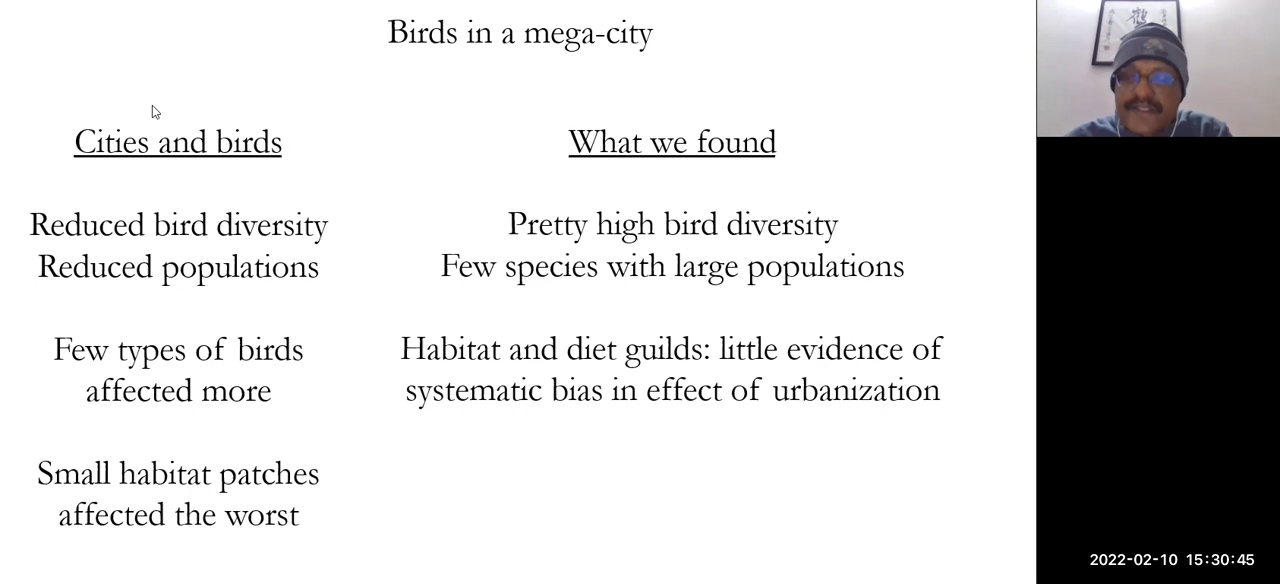 Birds in a mega-city
Cities and birds
Reduced bird diversity
Reduced populations
Few types of birds
affected more
Small habitat patches
affected the worst
What we found
Pretty high bird diversity
Few species with large populations
Habitat and diet guilds: little evidence of
systematic bias in effect of urbanization
2022-02-10 15:30:45